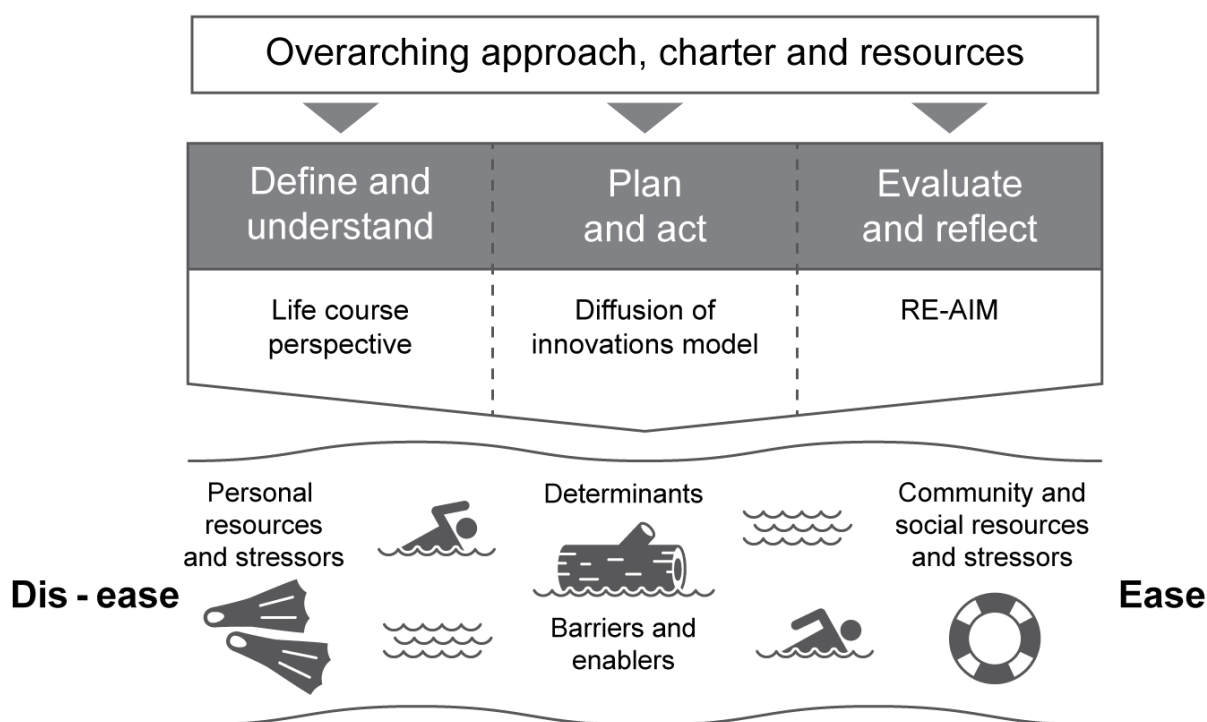 Overarching approach, charter and resources
Define and
understand
Plan
and act
Evaluate
and reflect
Life course
perspective
Diffusion of
innovations model
RE-AIM
Personal
resources
and stressors
Determinants
Community and
social resources
and stressors
Dis - ease
Ease
Barriers and
enablers